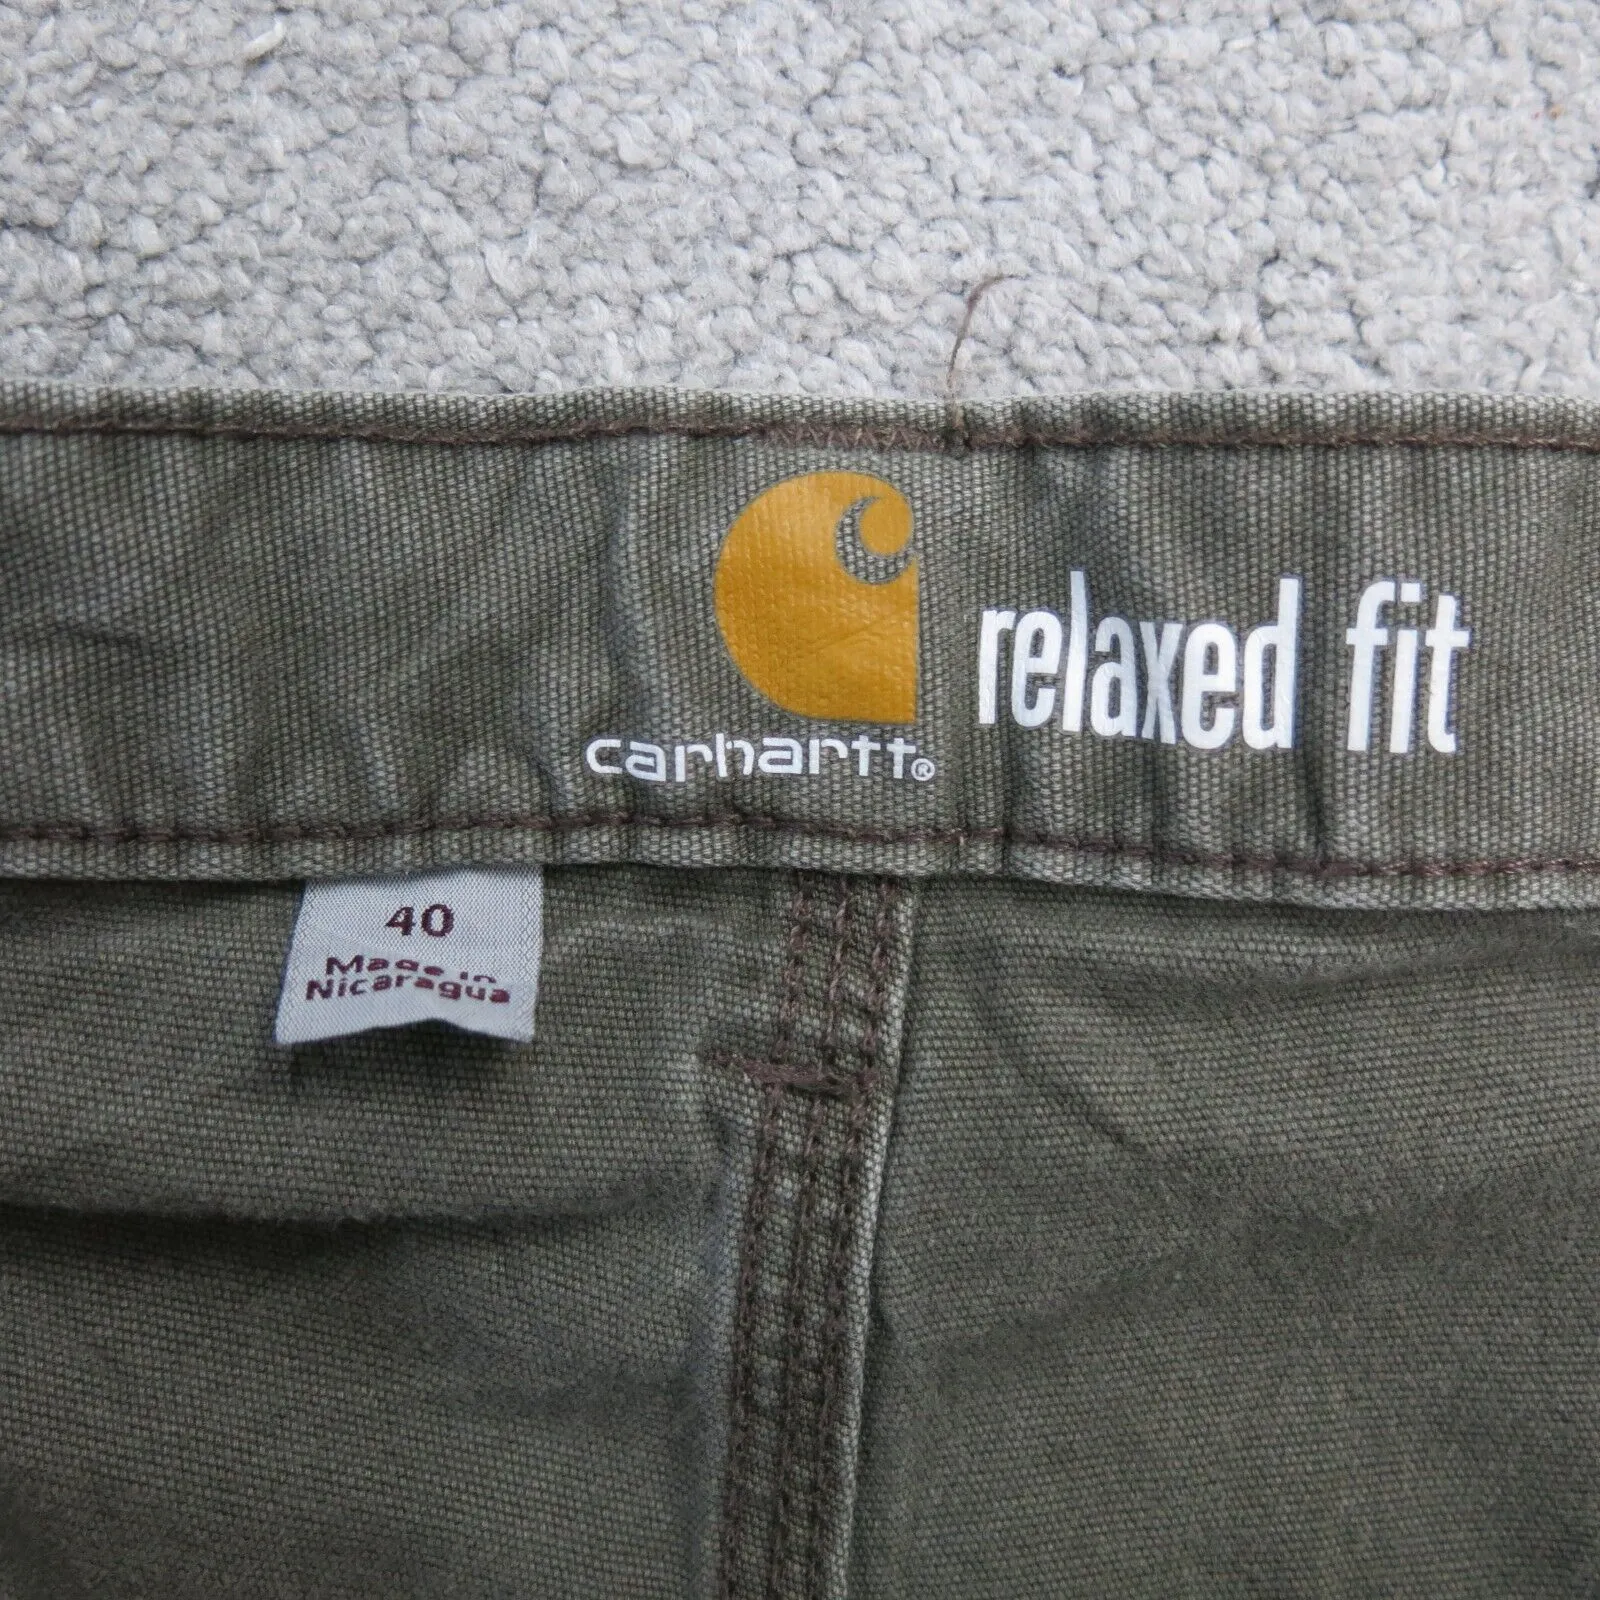 carhartt®
relaxed fit
40
Made in
Nicaragua